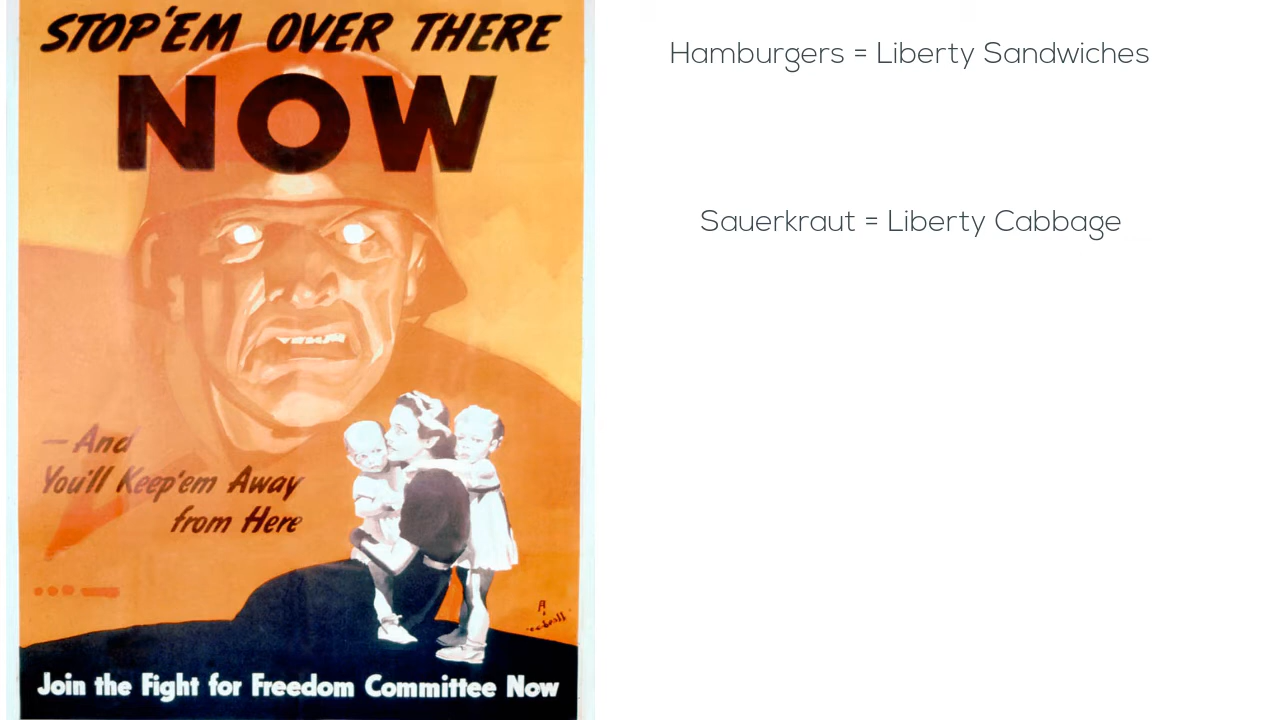 STOP'EM OVER THERE
NOW
— And
You'll Keep'em Away
from Here
Join the Fight for Freedom Committee Now
Hamburgers = Liberty Sandwiches
Sauerkraut = Liberty Cabbage